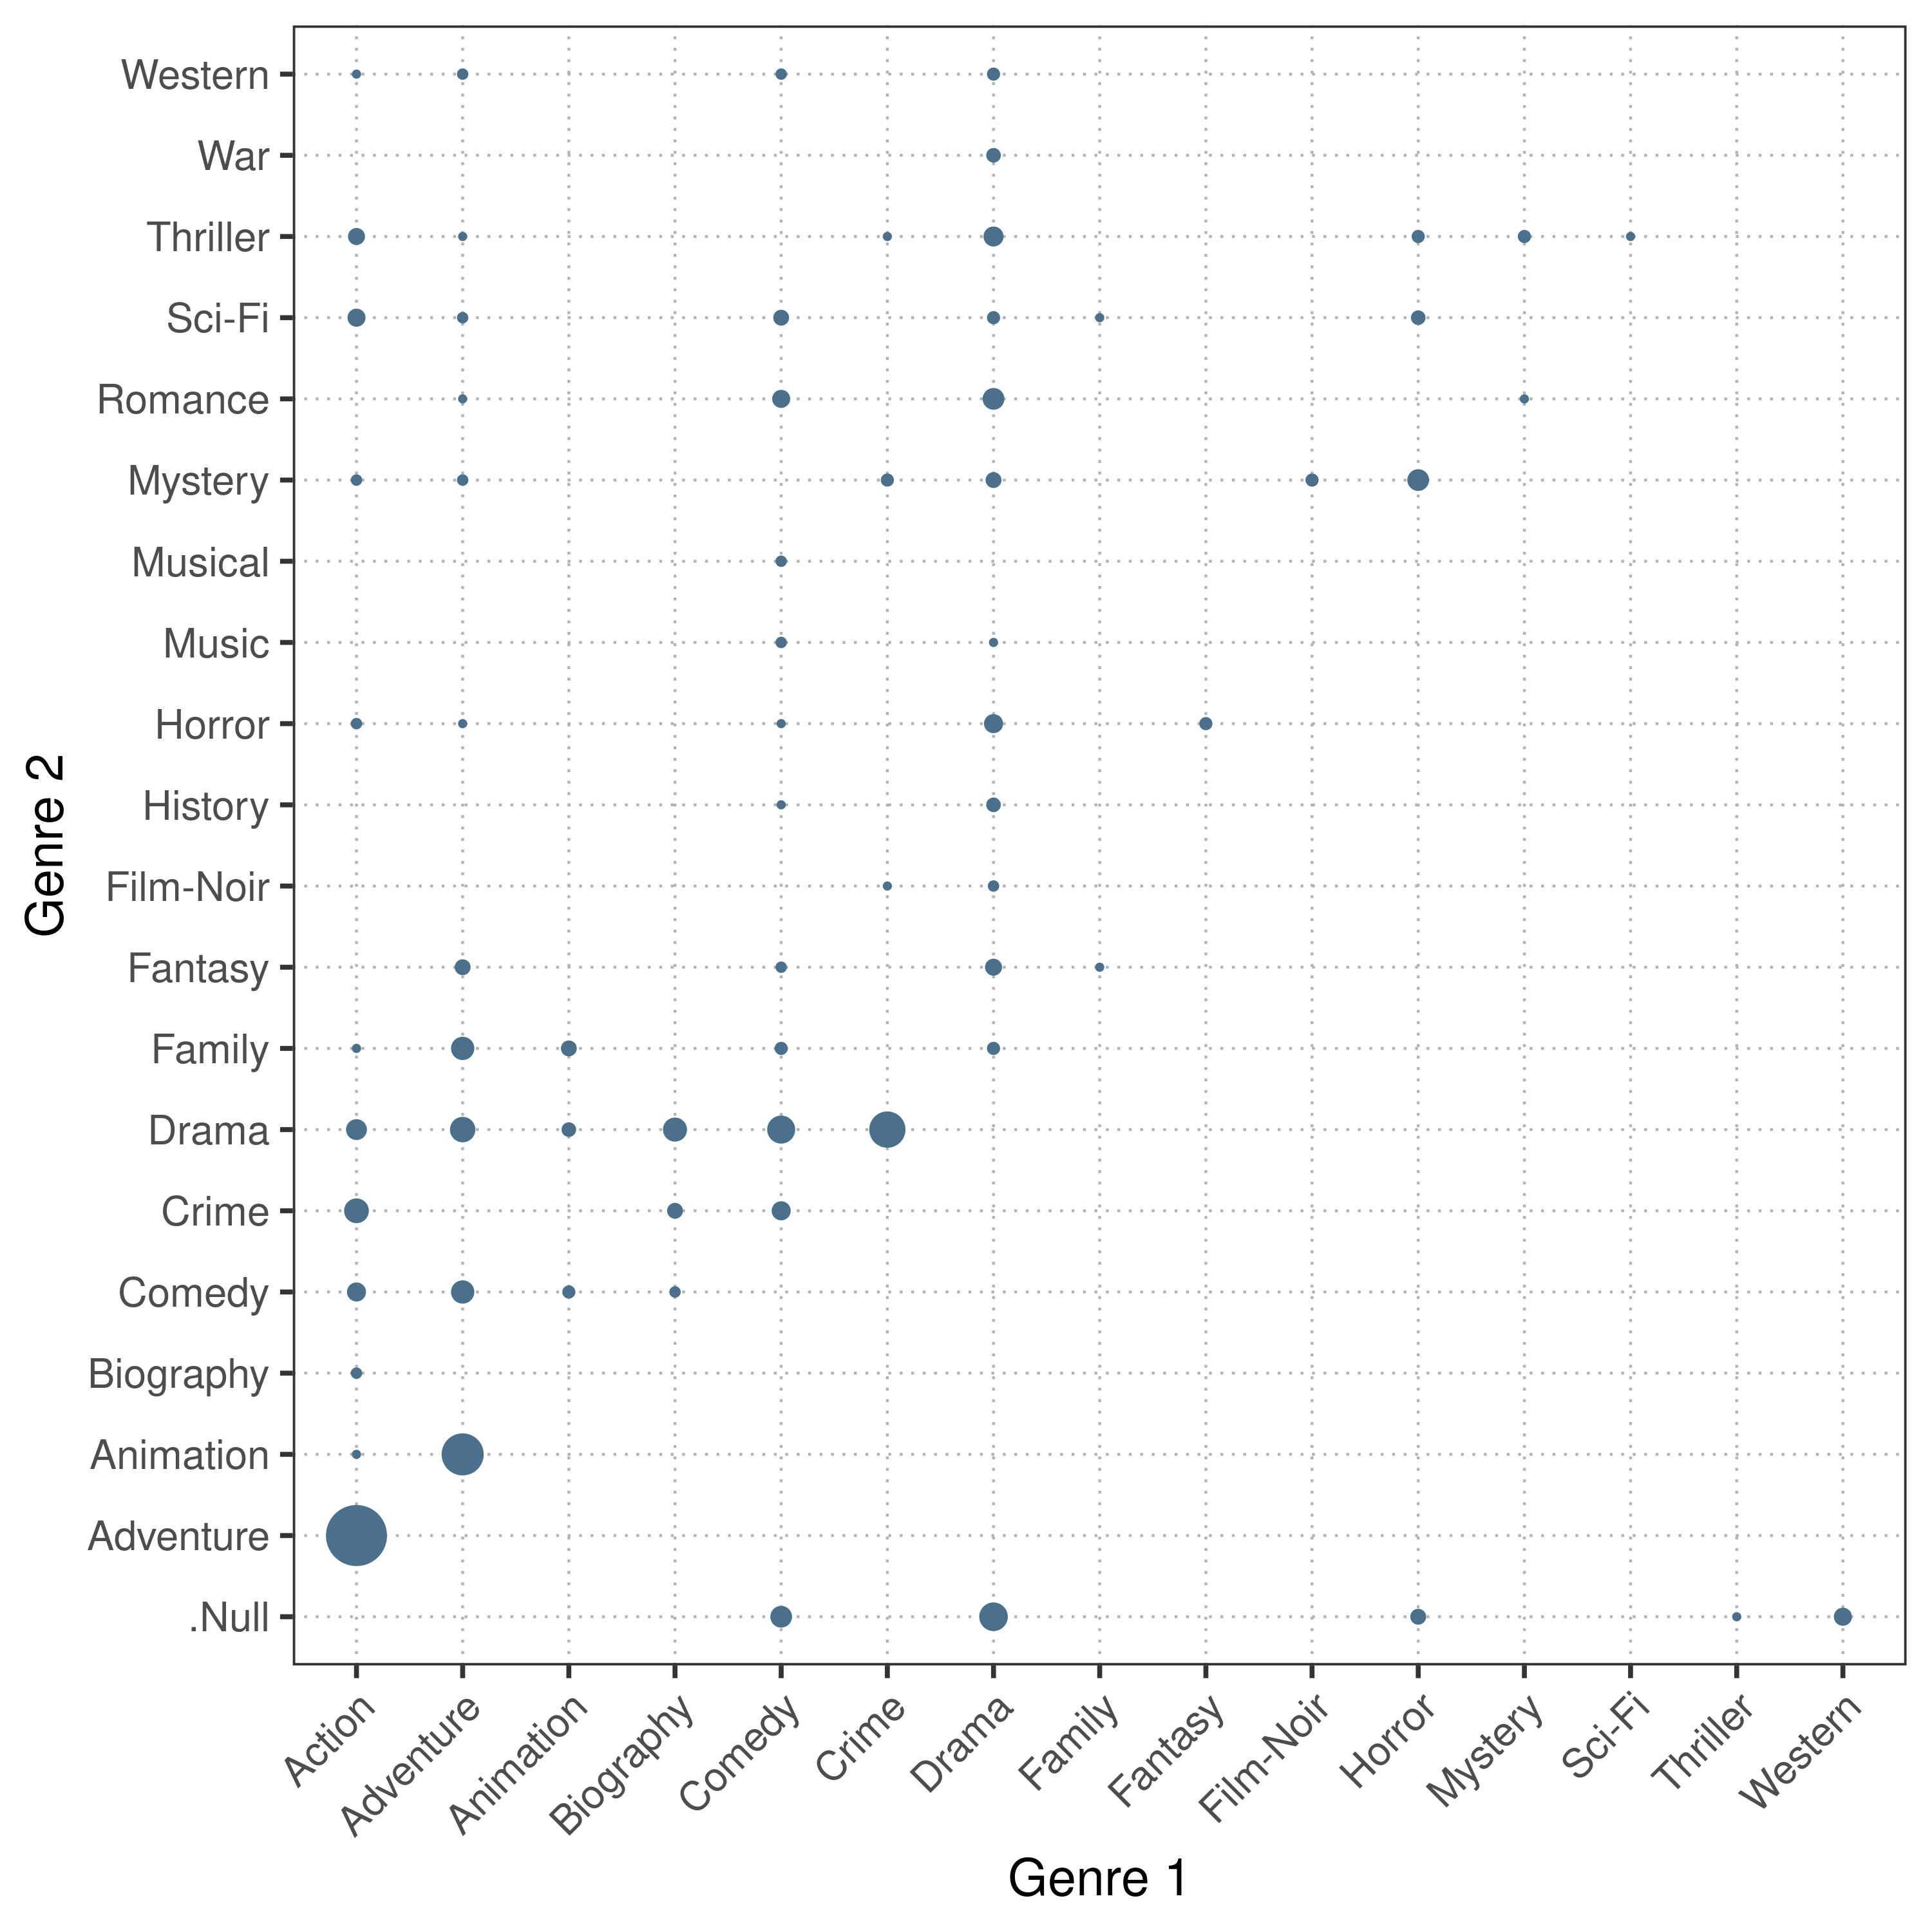 Western
War
Thriller
Sci-Fi
Romance
Mystery
Musical
Music
Horror
History
Film-Noir
Fantasy
Family
Drama
Crime
Comedy
Biography
Animation
Adventure
.Null
Genre 2
Action
Adventure
Animation
Biography
Comedy
Crime
Drama
Family
Fantasy
Film-Noir
Horror
Mystery
Sci-Fi
Thriller
Western
Genre 1